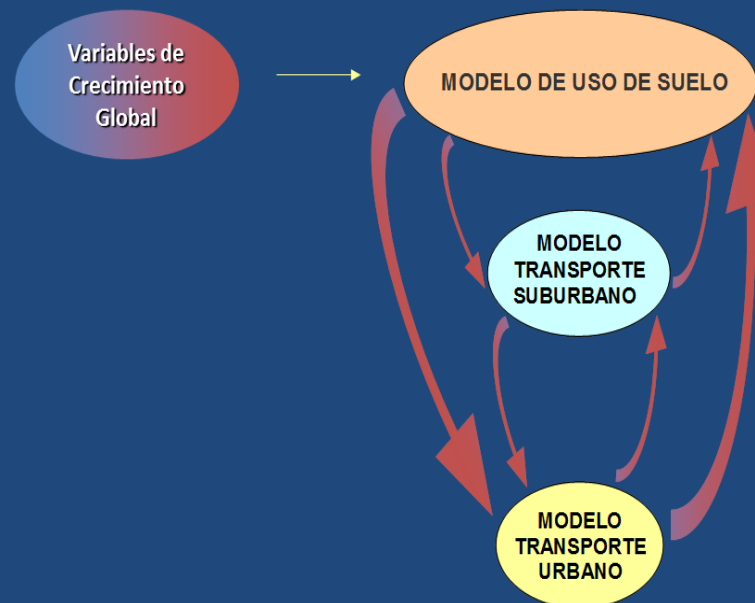 Variables de
Crecimiento
Global
MODELO DE USO DE SUELO
MODELO
TRANSPORTE
SUBURBANO
MODELO
TRANSPORTE
URBANO